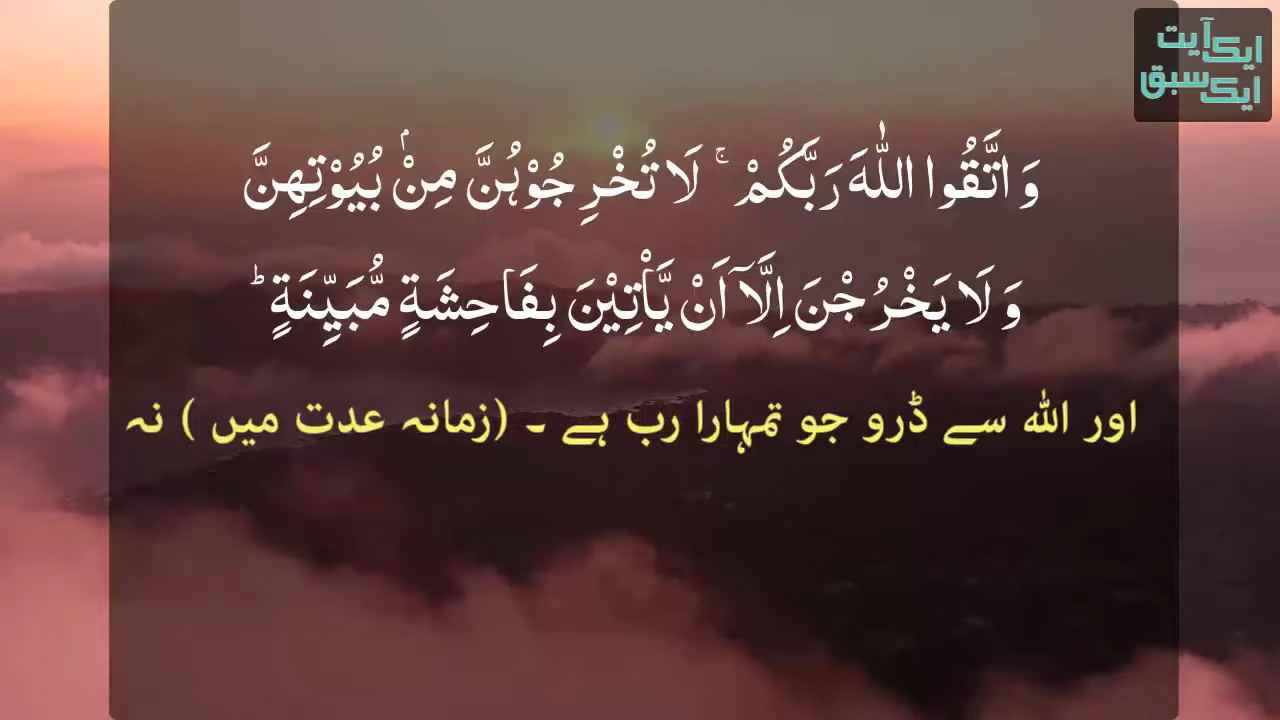 ایک آیت
ایک سبق
وَ اتَّقُوا اللّٰهَ رَبَّكُمْ ۚ لَا تُخْرِجُوْہُنَّ مِنْۢ بُیُوْتِهِنَّ
وَ لَا یَخْرُجْنَ اِلَّاۤ اَنْ یَّاْتِیْنَ بِفَاحِشَةٍ مُّبَیِّنَةٍ ؕ
اور اللہ سے ڈرو جو تمہارا رب ہے ۔ (زمانہ عدت میں ) نہ